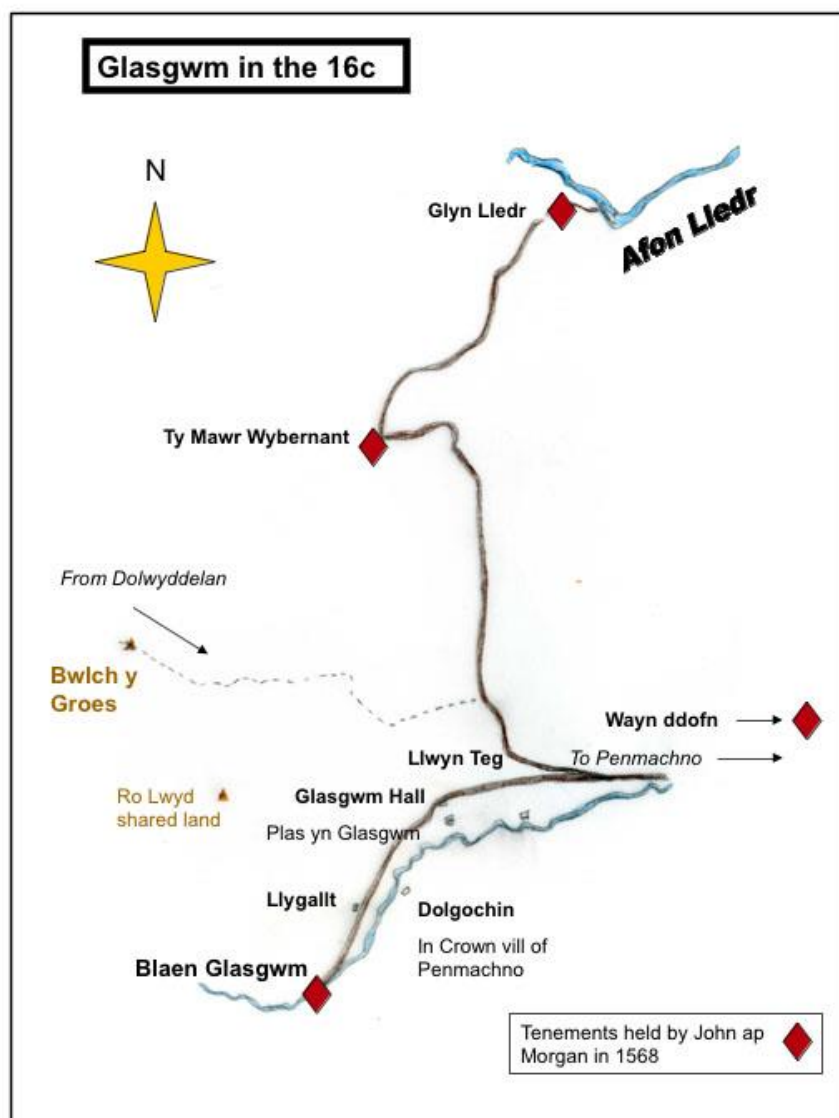 Glasgwm in the 16c
N
Glyn Lledr
Afon Lledr
Ty Mawr Wybernant
From Dolwyddelan
Bwlch y
Groes
Wayn ddofn
Llwyn Teg
To Penmachno
Ro Lwyd
shared land
Glasgwm Hall
Plas yn Glasgwm
Llygallt
Dolgochin
In Crown vill of
Penmachno
Blaen Glasgwm
Tenements held by John ap
Morgan in 1568